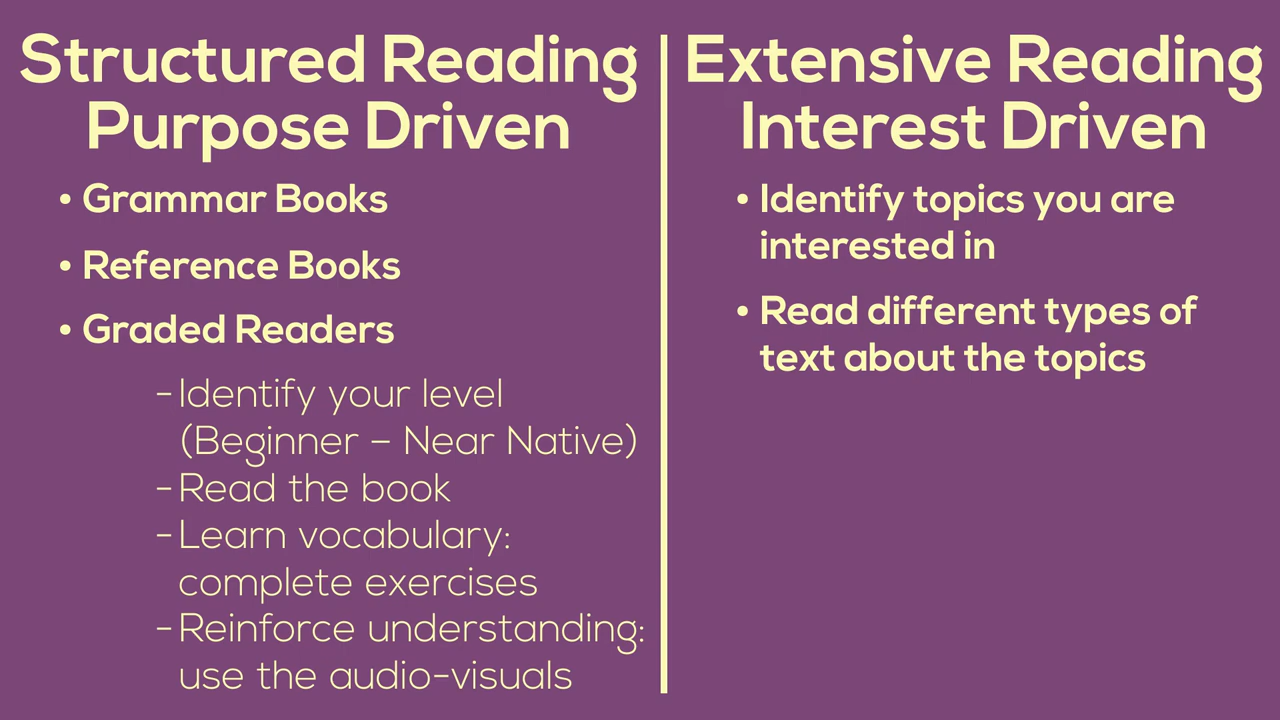 Structured Reading
Purpose Driven
• Grammar Books
• Reference Books
• Graded Readers
- Identify your level
(Beginner – Near Native)
- Read the book
- Learn vocabulary:
complete exercises
- Reinforce understanding:
use the audio-visuals
Extensive Reading
Interest Driven
• Identify topics you are
interested in
• Read different types of
text about the topics